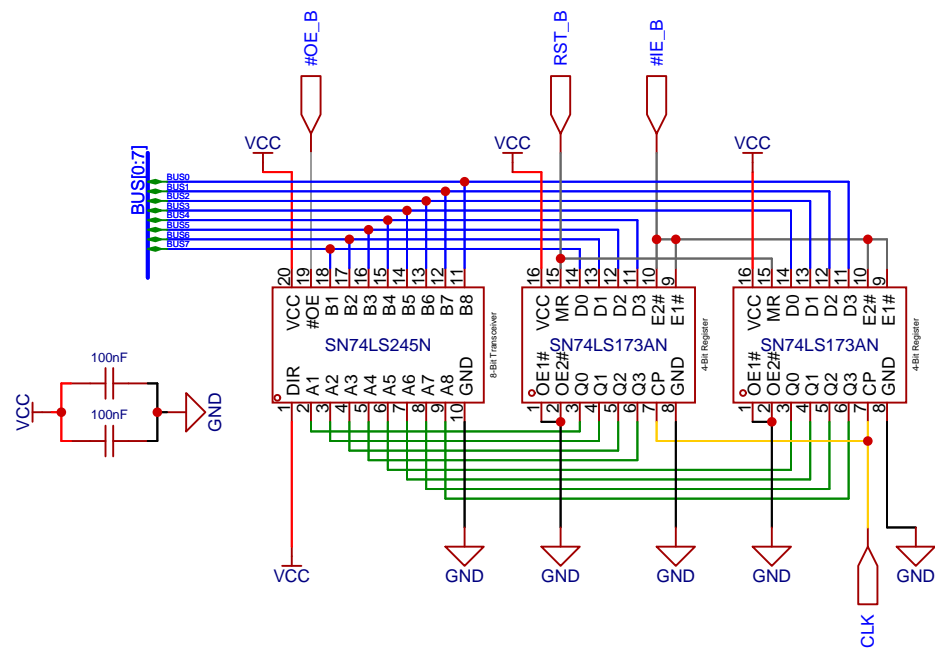 #OE_B
RST_B
#IE_B
VCC
VCC
VCC
BUS[0:7]
BUS0
BUS1
BUS2
BUS3
BUS4
BUS5
BUS6
BUS7
20 19 18 17 16 15 14 13 12 11
VCC #OE B1 B2 B3 B4 B5 B6 B7 B8
SN74LS245N
8-Bit Transceiver
DIR A1 A2 A3 A4 A5 A6 A7 A8 GND
1 2 3 4 5 6 7 8 9 10
16 15 14 13 12 11 10 9
VCC MR D0 D1 D2 D3 E2# E1#
SN74LS173AN
4-Bit Register
OE1# OE2# Q0 Q1 Q2 Q3 CP GND
1 2 3 4 5 6 7 8
16 15 14 13 12 11 10 9
VCC MR D0 D1 D2 D3 E2# E1#
SN74LS173AN
4-Bit Register
OE1# OE2# Q0 Q1 Q2 Q3 CP GND
1 2 3 4 5 6 7 8
100nF
100nF
VCC
GND
VCC
GND
GND
GND
GND
GND
CLK